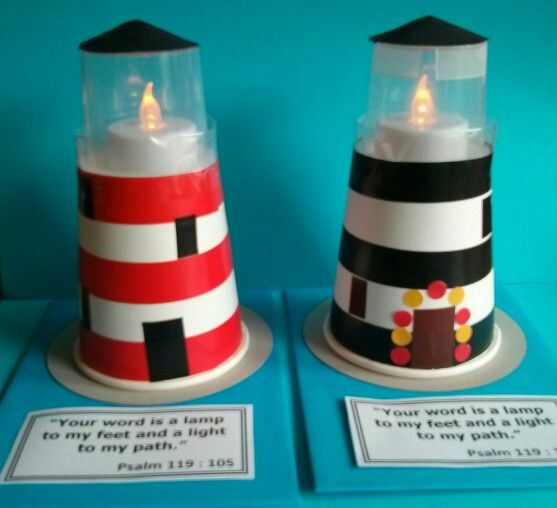 “Your word is a lamp
to my feet and a light
to my path.”
Psalm 119 : 105
“Your word is a lamp
to my feet and a light
to my path.”
Psalm 119 :